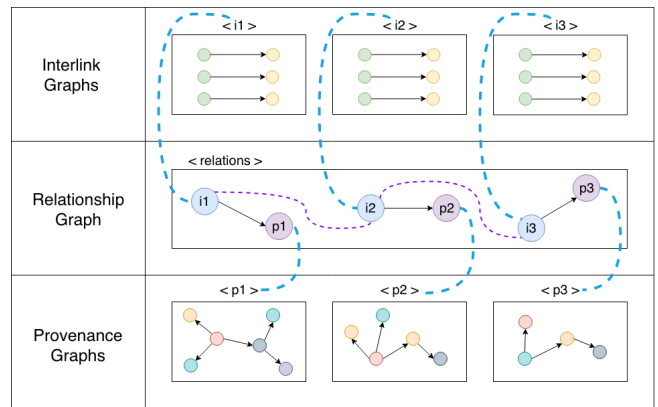 Interlink
Graphs
< i1 >
< i2 >
< i3 >
Relationship
Graph
< relations >
i1
p1
i2
p2
i3
p3
Provenance
Graphs
< p1 >
< p2 >
< p3 >